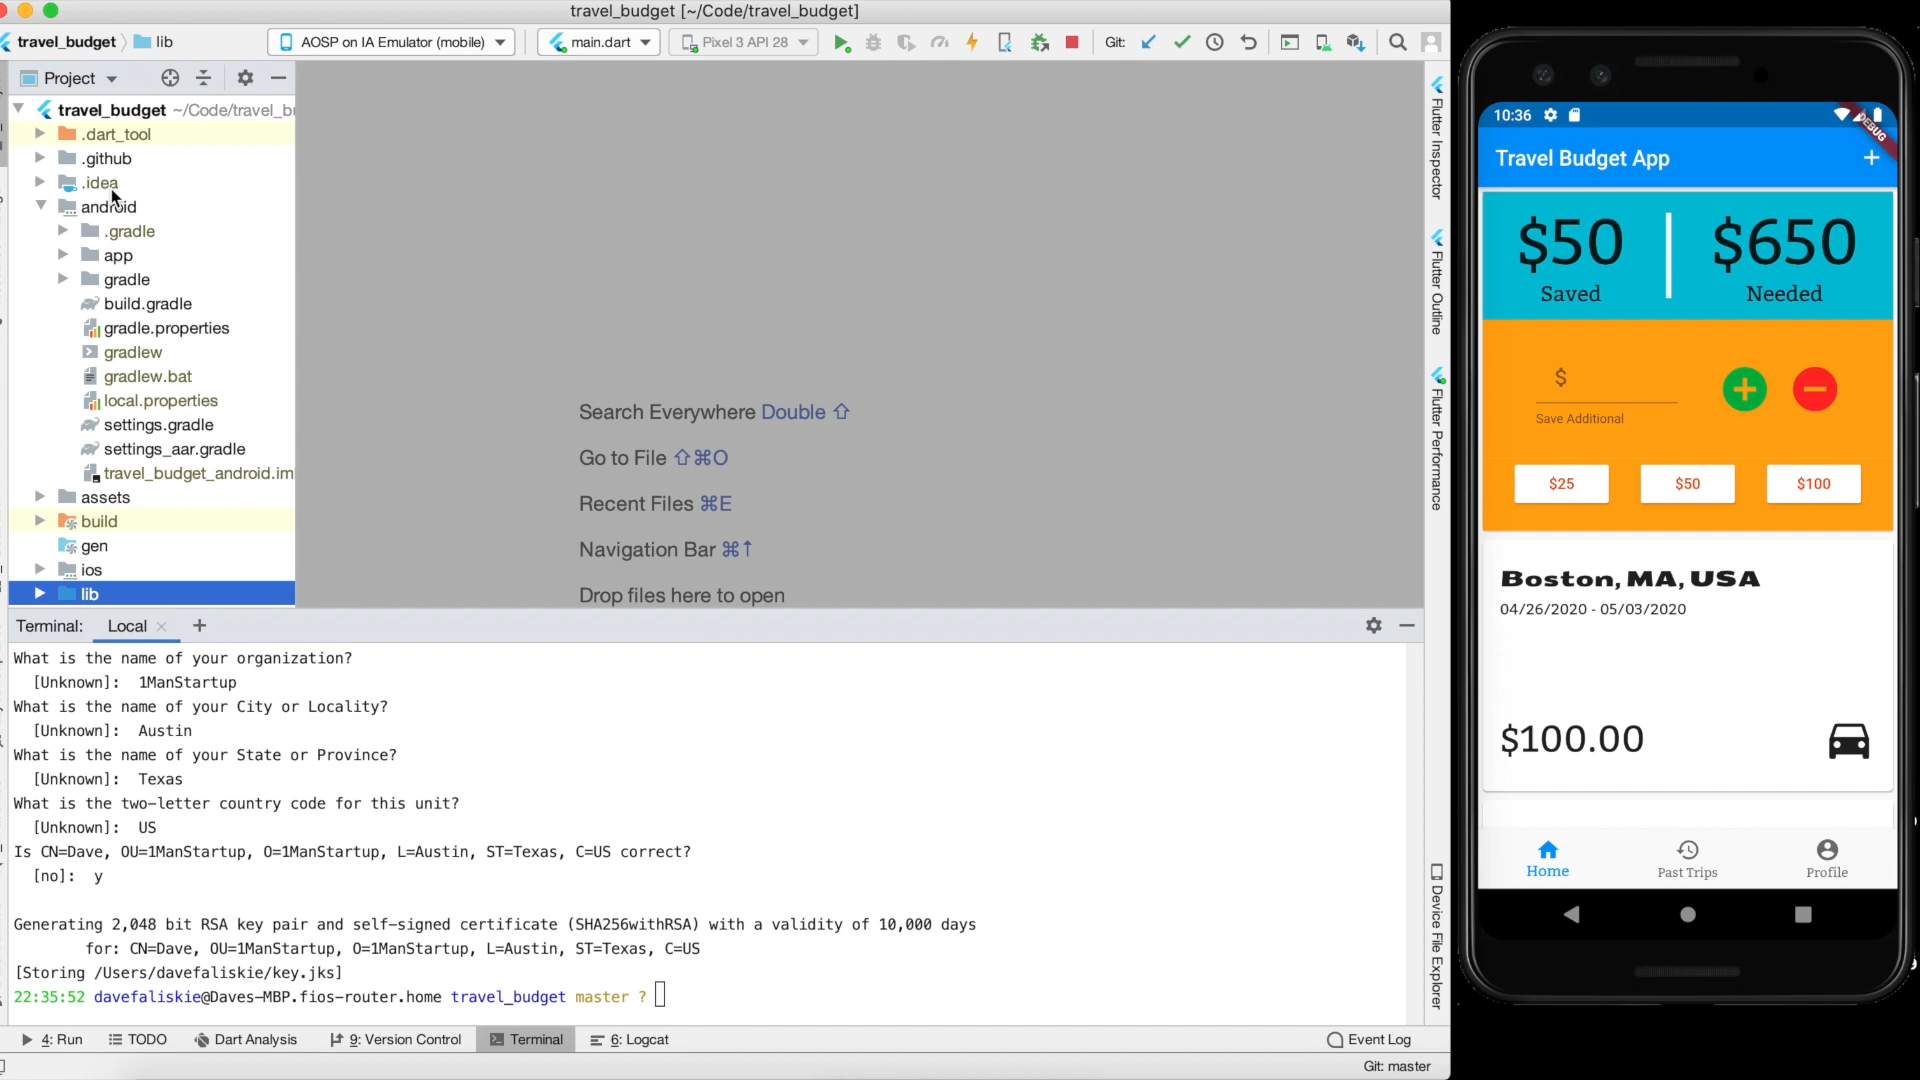 travel_budget [~/Code/travel_budget]
travel_budget lib AOSP on IA Emulator (mobile) main.dart Pixel 3 API 28 Git:
Project
travel_budget ~/Code/travel_bu
.dart_tool
.github
.idea
android
.gradle
app
gradle
build.gradle
gradle.properties
gradlew
gradlew.bat
local.properties
settings.gradle
settings_aar.gradle
travel_budget_android.iml
assets
build
gen
ios
lib
Search Everywhere Double ⇧
Go to File ⇧⌘O
Recent Files ⌘E
Navigation Bar ⌘↑
Drop files here to open
Flutter Inspector
Flutter Outline
Flutter Performance
Device File Explorer
Terminal: Local × +
What is the name of your organization?
[Unknown]: 1ManStartup
What is the name of your City or Locality?
[Unknown]: Austin
What is the name of your State or Province?
[Unknown]: Texas
What is the two-letter country code for this unit?
[Unknown]: US
Is CN=Dave, OU=1ManStartup, O=1ManStartup, L=Austin, ST=Texas, C=US correct?
[no]: y
Generating 2,048 bit RSA key pair and self-signed certificate (SHA256withRSA) with a validity of 10,000 days
for: CN=Dave, OU=1ManStartup, O=1ManStartup, L=Austin, ST=Texas, C=US
[Storing /Users/davefaliskie/key.jks]
22:35:52 davefaliskie@Daves-MBP.fios-router.home travel_budget master ?
4: Run TODO Dart Analysis 9: Version Control Terminal 6: Logcat Event Log
Git: master
10:36
DEBUG
Travel Budget App +
$50 $650
Saved Needed
$
Save Additional
$25 $50 $100
Boston, MA, USA
04/26/2020 - 05/03/2020
$100.00
Home Past Trips Profile